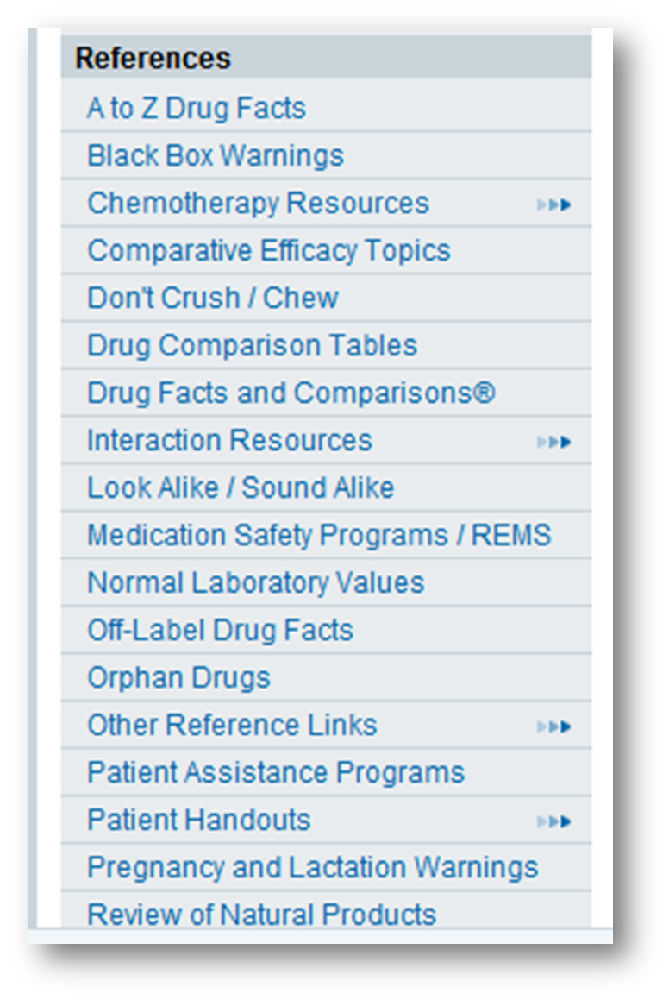 References
A to Z Drug Facts
Black Box Warnings
Chemotherapy Resources
Comparative Efficacy Topics
Don't Crush / Chew
Drug Comparison Tables
Drug Facts and Comparisons®
Interaction Resources
Look Alike / Sound Alike
Medication Safety Programs / REMS
Normal Laboratory Values
Off-Label Drug Facts
Orphan Drugs
Other Reference Links
Patient Assistance Programs
Patient Handouts
Pregnancy and Lactation Warnings
Review of Natural Products